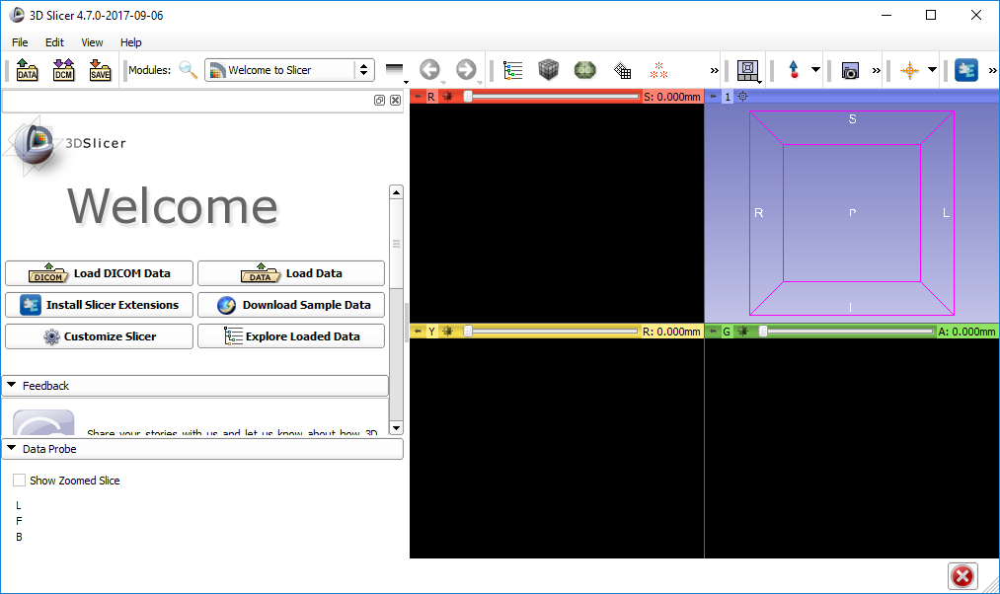 3D Slicer 4.7.0-2017-09-06
File Edit View Help
DATA DCM SAVE Modules: Welcome to Slicer » » »
R S: 0.000mm 1
3DSlicer
S
Welcome
R P L
DICOM Load DICOM Data DATA Load Data
Install Slicer Extensions Download Sample Data
I
Customize Slicer Explore Loaded Data
Y R: 0.000mm G A: 0.000mm
Feedback
Share your stories with us and let us know about how 3D
Data Probe
Show Zoomed Slice
L
F
B